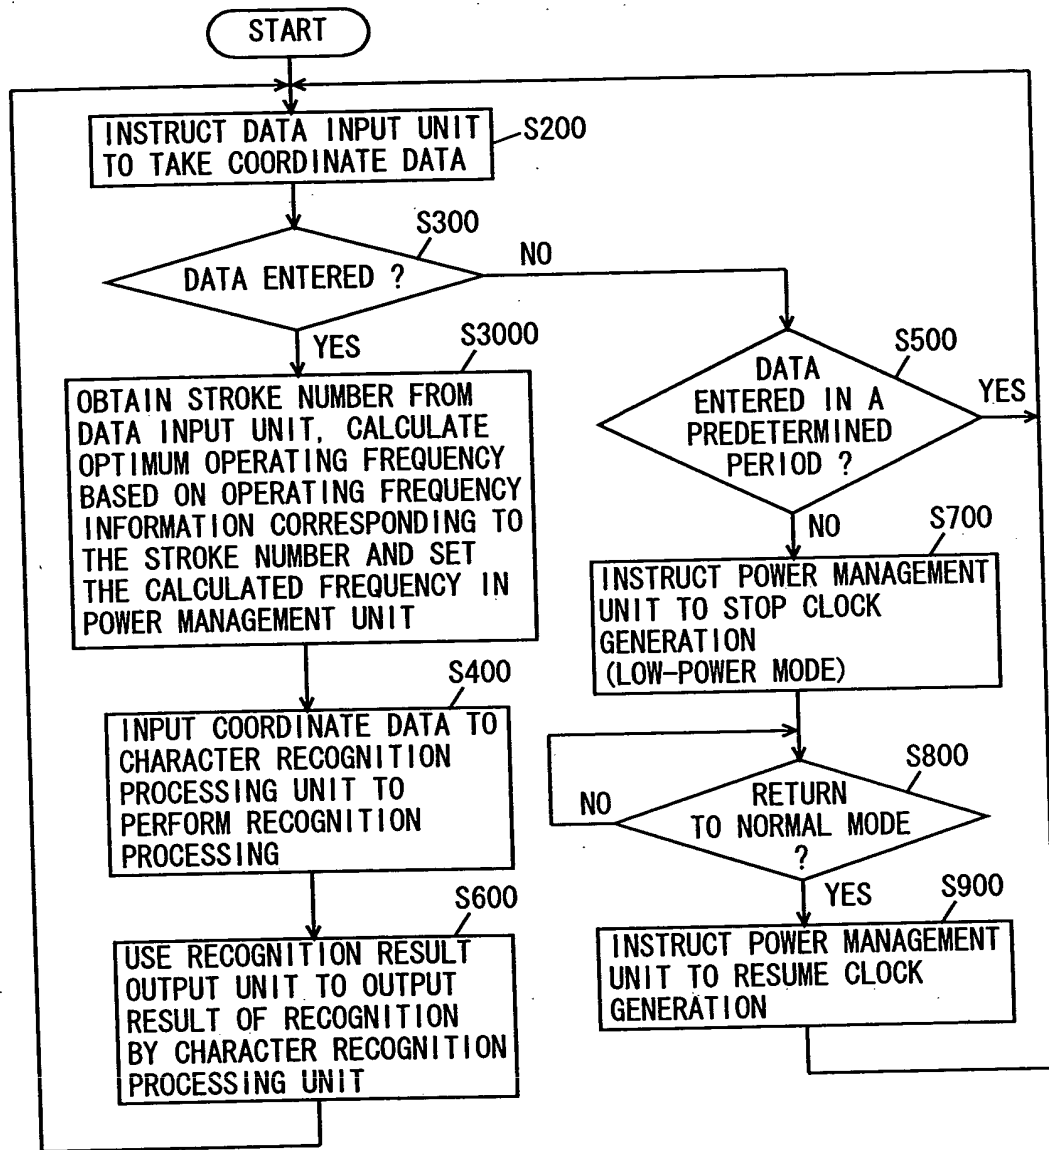 START
INSTRUCT DATA INPUT UNIT
TO TAKE COORDINATE DATA
S200
S300
DATA ENTERED ?
NO
YES
S3000
OBTAIN STROKE NUMBER FROM
DATA INPUT UNIT, CALCULATE
OPTIMUM OPERATING FREQUENCY
BASED ON OPERATING FREQUENCY
INFORMATION CORRESPONDING TO
THE STROKE NUMBER AND SET
THE CALCULATED FREQUENCY IN
POWER MANAGEMENT UNIT
S400
INPUT COORDINATE DATA TO
CHARACTER RECOGNITION
PROCESSING UNIT TO
PERFORM RECOGNITION
PROCESSING
S600
USE RECOGNITION RESULT
OUTPUT UNIT TO OUTPUT
RESULT OF RECOGNITION
BY CHARACTER RECOGNITION
PROCESSING UNIT
S500
DATA
ENTERED IN A
PREDETERMINED
PERIOD ?
YES
NO
S700
INSTRUCT POWER MANAGEMENT
UNIT TO STOP CLOCK
GENERATION
(LOW-POWER MODE)
S800
RETURN
TO NORMAL MODE
?
NO
YES
S900
INSTRUCT POWER MANAGEMENT
UNIT TO RESUME CLOCK
GENERATION